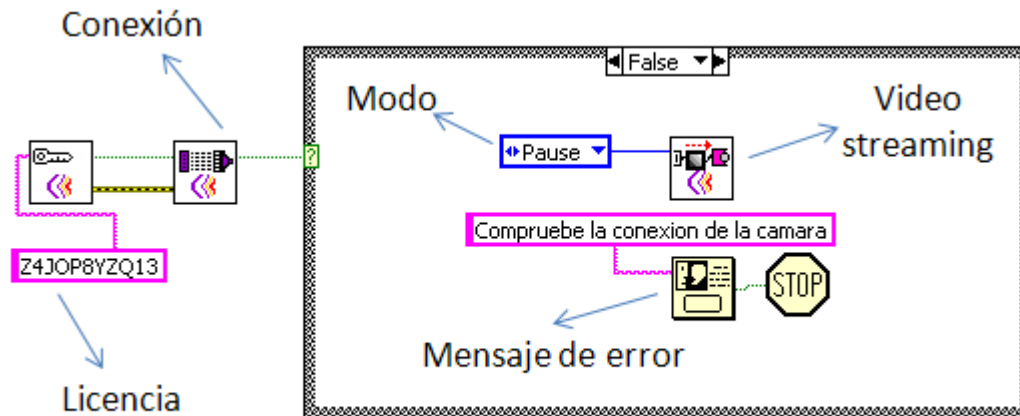 Conexión
False
Modo
Video
streaming
Pause
?
Compruebe la conexion de la camara
Z4JOP8YZQ13
STOP
Mensaje de error
Licencia